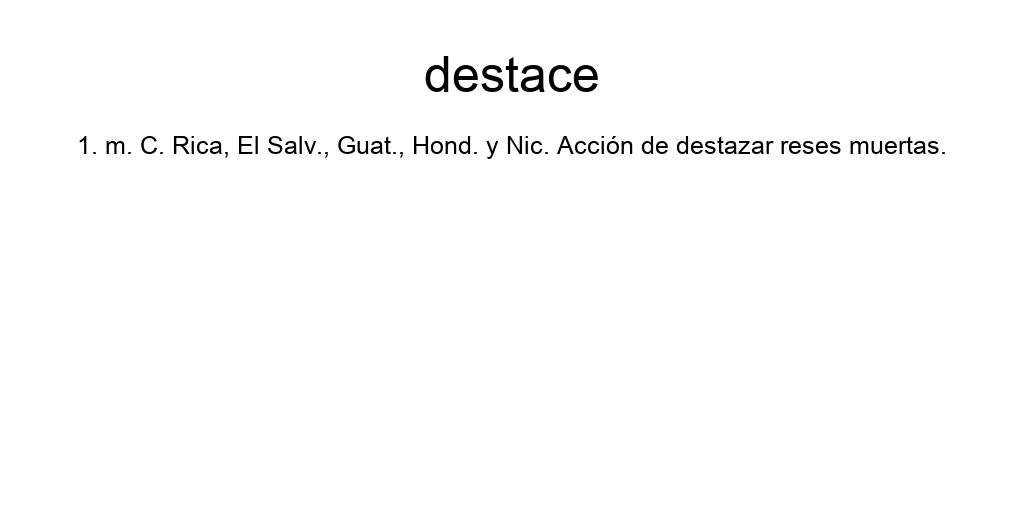 destace
1. m. C. Rica, El Salv., Guat., Hond. y Nic. Acción de destazar reses muertas.